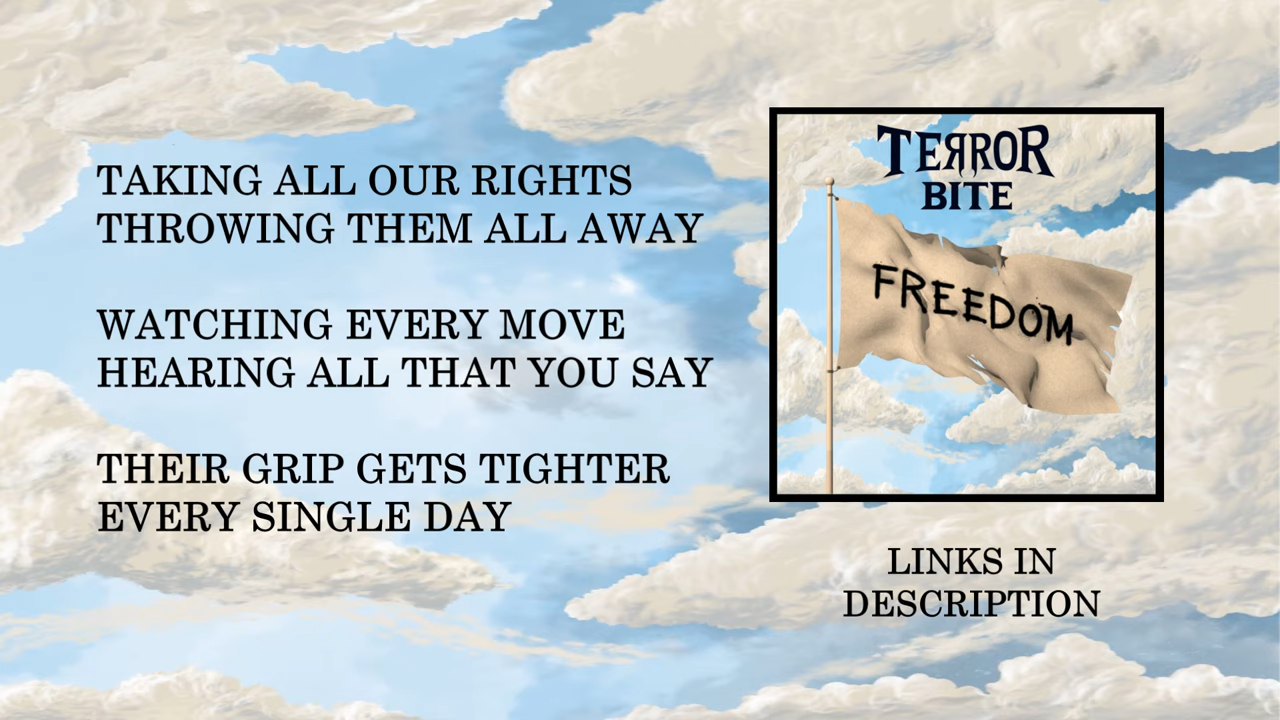 TAKING ALL OUR RIGHTS
THROWING THEM ALL AWAY
WATCHING EVERY MOVE
HEARING ALL THAT YOU SAY
THEIR GRIP GETS TIGHTER
EVERY SINGLE DAY
TERROR
BITE
FREEDOM
LINKS IN
DESCRIPTION